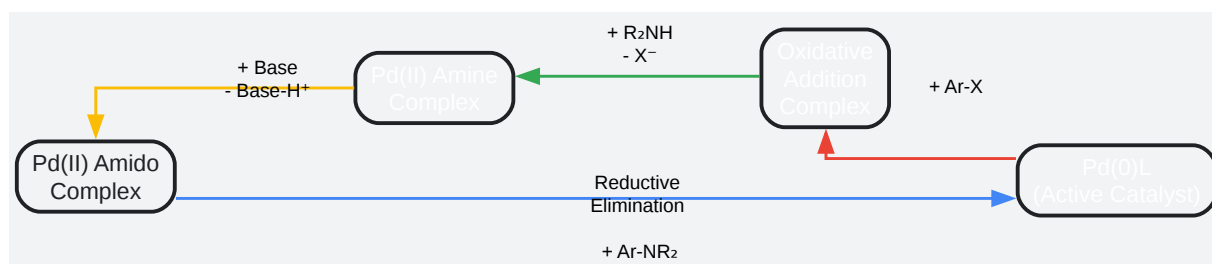 + R₂NH
- X⁻
Oxidative
Addition
Complex
+ Ar-X
Pd(II) Amine
Complex
+ Base
- Base-H⁺
Pd(II) Amido
Complex
Reductive
Elimination
+ Ar-NR₂
Pd(0)L
(Active Catalyst)